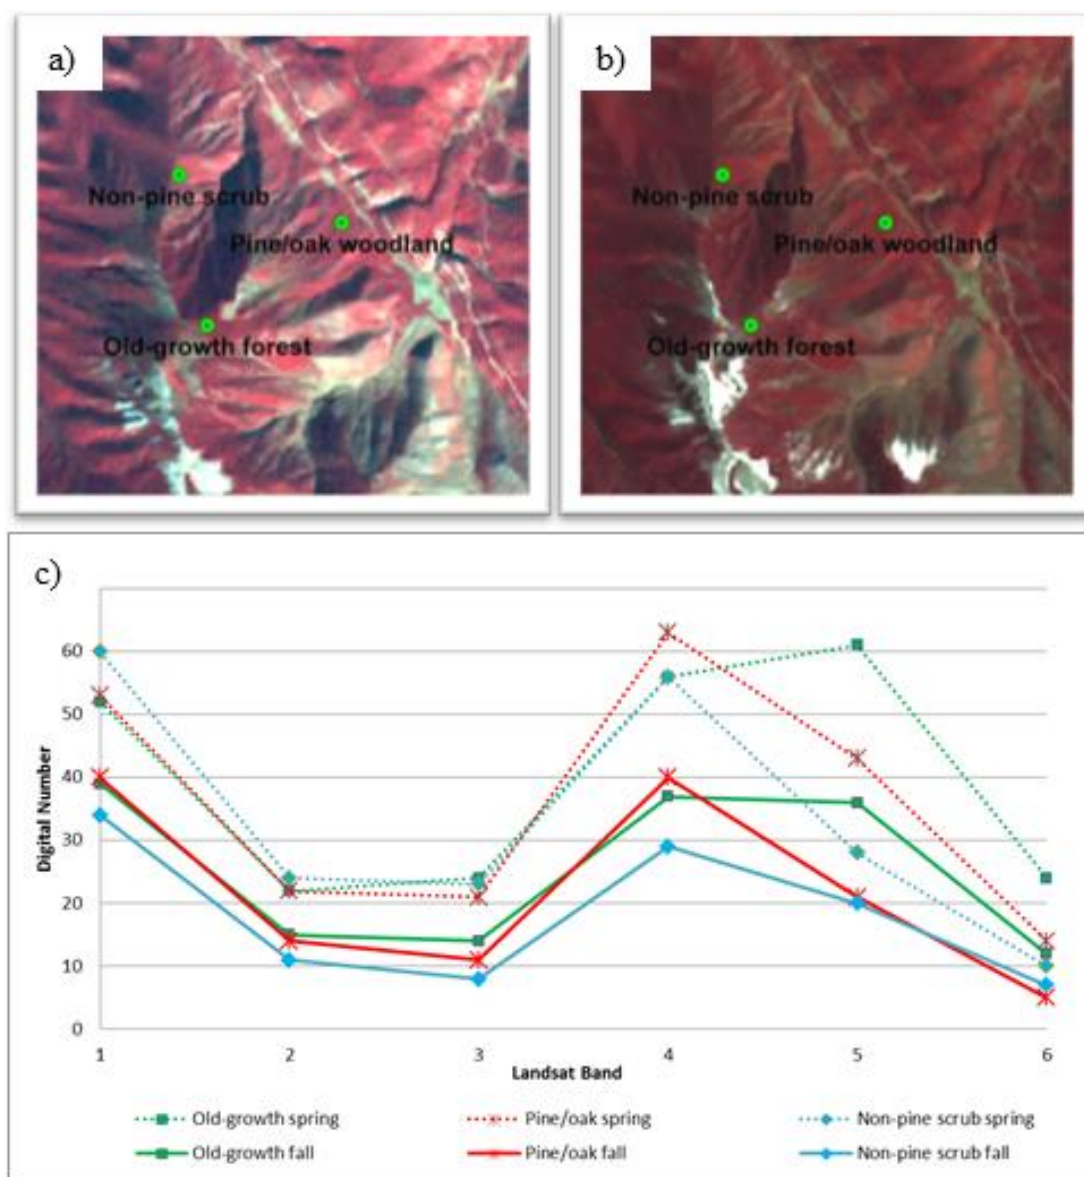 a)
Non-pine scrub
Pine/oak woodland
Old-growth forest
b)
Non-pine scrub
Pine/oak woodland
Old-growth forest
c)
60
50
40
30
20
10
0
Digital Number
1 2 3 4 5 6
Landsat Band
Old-growth spring Pine/oak spring Non-pine scrub spring
Old-growth fall Pine/oak fall Non-pine scrub fall